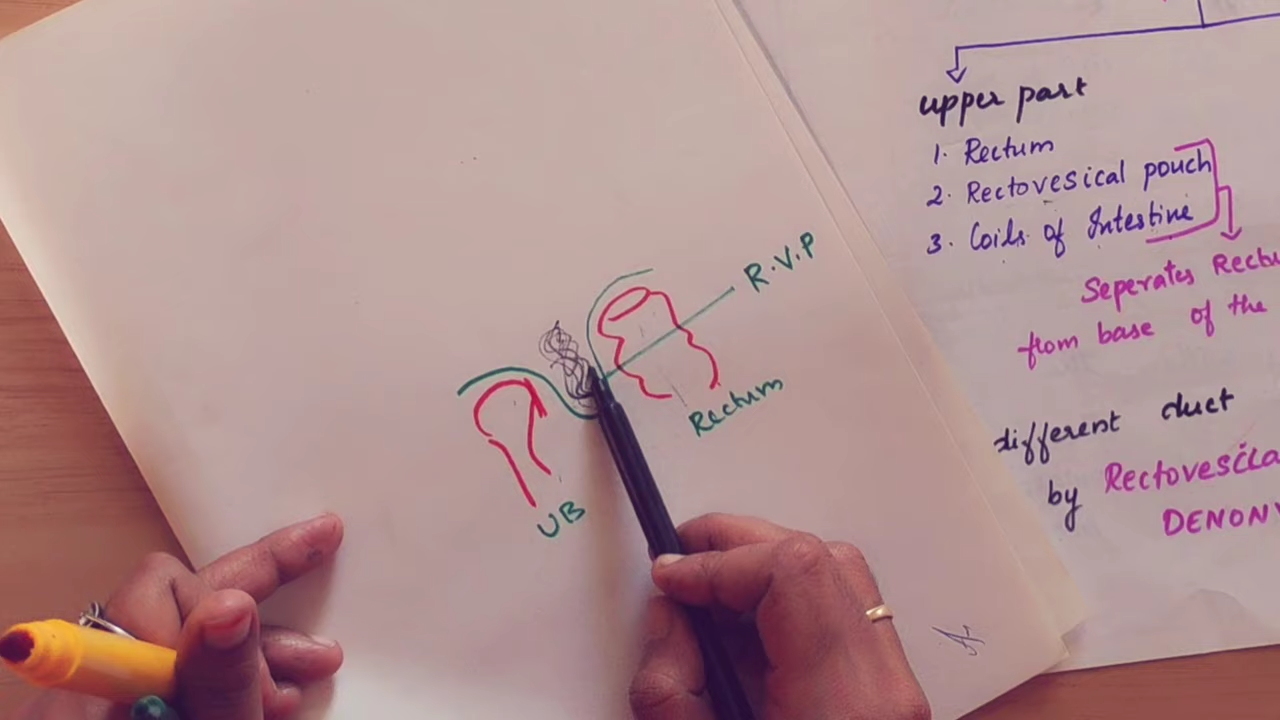 upper part
1. Rectum
2. Rectovesical pouch
3. Coils of Intestine
Seperates Rectu
from base of the
different duct
by Rectovesica
DENONV
R.V.P
Rectum
UB